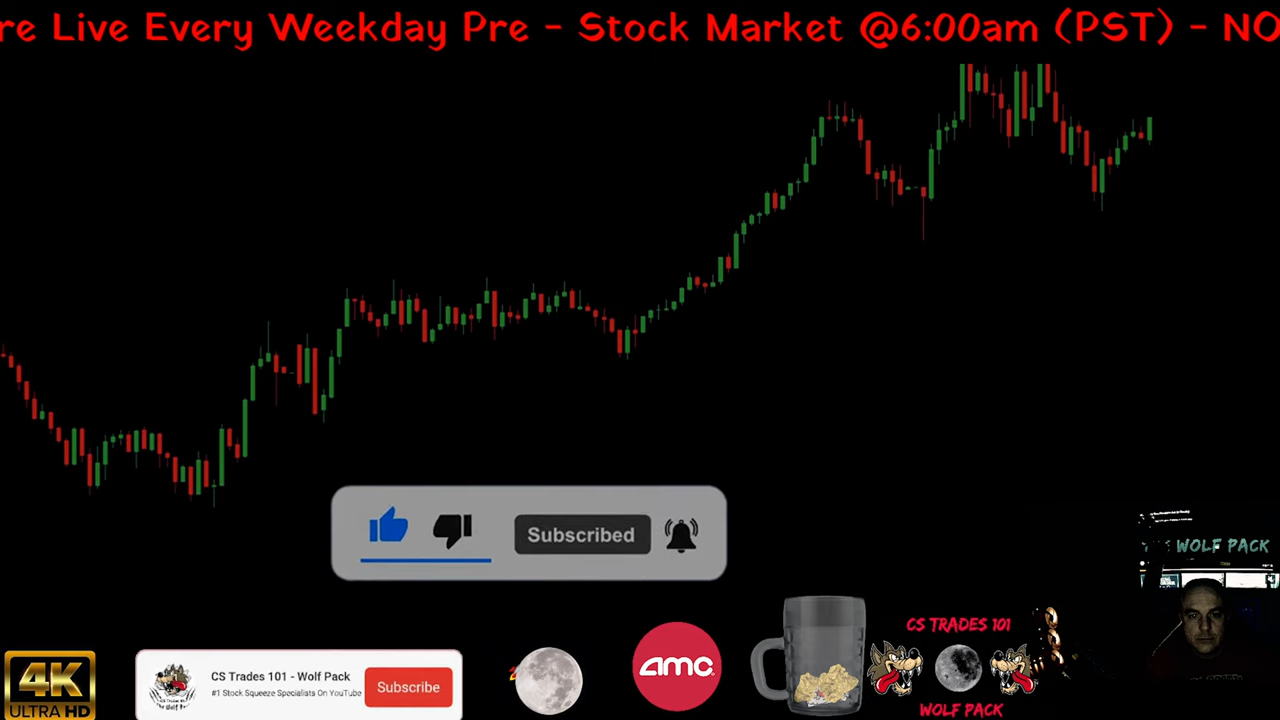 re Live Every Weekday Pre - Stock Market @6:00am (PST) - NO
Subscribed
THE WOLF PACK
4K
ULTRA HD
CS Trades 101 - Wolf Pack
#1 Stock Squeeze Specialists On YouTube
Subscribe
amc
CS TRADES 101
WOLF PACK